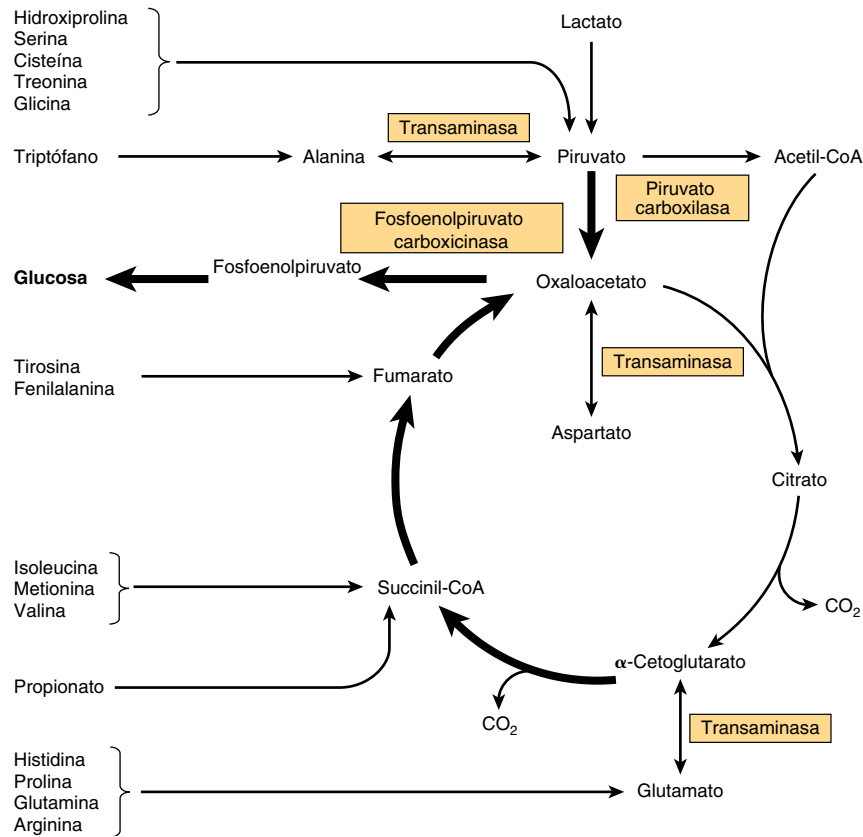 Hidroxiprolina
Serina
Cisteína
Treonina
Glicina
Lactato
Transaminasa
Triptófano
Alanina
Piruvato
Acetil-CoA
Piruvato
carboxilasa
Fosfoenolpiruvato
carboxicinasa
Glucosa
Fosfoenolpiruvato
Oxaloacetato
Tirosina
Fenilalanina
Fumarato
Transaminasa
Aspartato
Citrato
Isoleucina
Metionina
Valina
Succinil-CoA
CO₂
α-Cetoglutarato
Propionato
CO₂
Transaminasa
Histidina
Prolina
Glutamina
Arginina
Glutamato